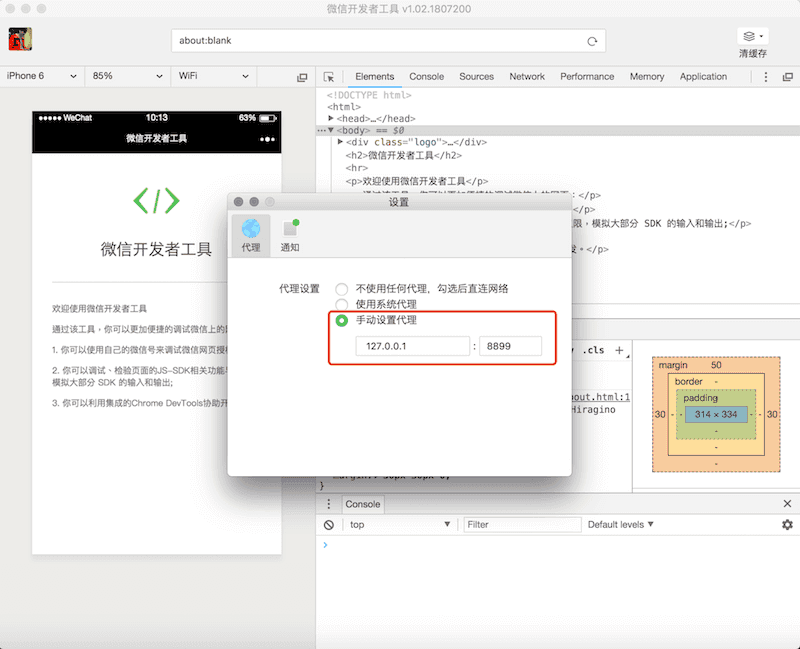 微信开发者工具 v1.02.1807200
about:blank
清缓存
iPhone 6 85% WiFi
Elements Console Sources Network Performance Memory Application
WeChat 10:13 63%
微信开发者工具
</>
微信开发者工具
欢迎使用微信开发者工具
通过该工具，你可以更加便捷的调试微信上的
1. 你可以使用自己的微信号来调试微信网页授
2. 你可以调试、检验页面的JS-SDK相关功能
模拟大部分 SDK 的输入和输出;
3. 你可以利用集成的Chrome DevTools协助开
<!DOCTYPE html>
<html>
<head>…</head>
<body> == $0
<div class="logo">…</div>
<h2>微信开发者工具</h2>
<hr>
<p>欢迎使用微信开发者工具</p>
</p>
</p>
限，模拟大部分 SDK 的输入和输出;</p>
。</p>
设置
代理
通知
代理设置
不使用任何代理，勾选后直连网络
使用系统代理
手动设置代理
127.0.0.1 : 8899
.cls +
out.html:1
Hiragino
}
margin 50
border -
padding
30 - - 314 × 334 - - 30
-
-
-
Console
top Filter Default levels